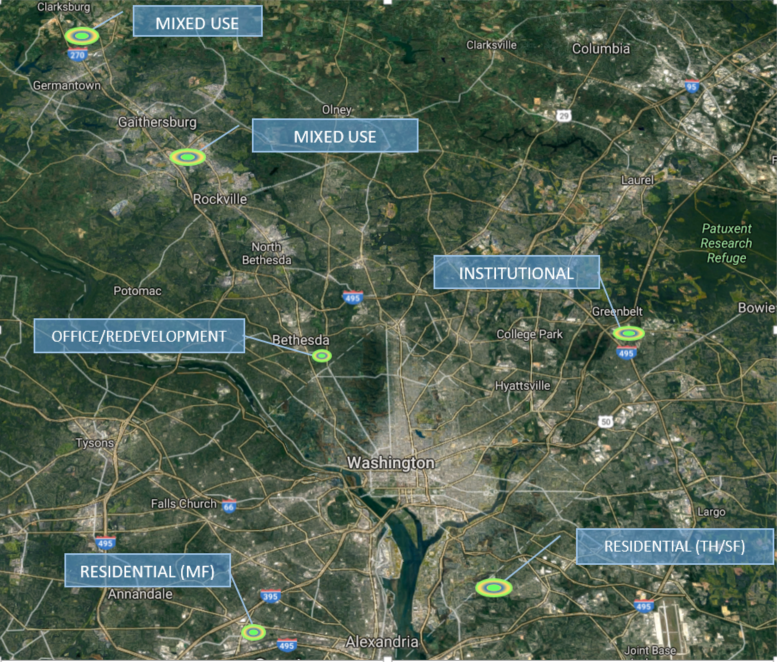 Clarksburg
MIXED USE
Clarksville
Columbia
270
Germantown
95
Olney
29
Gaithersburg
MIXED USE
Laurel
Rockville
Patuxent
Research
Refuge
North
Bethesda
INSTITUTIONAL
Potomac
495
Greenbelt
Bowie
OFFICE/REDEVELOPMENT
Bethesda
College Park
495
Hyattsville
50
Tysons
Washington
Falls Church
66
Largo
495
RESIDENTIAL (TH/SF)
RESIDENTIAL (MF)
Annandale
395
495
Alexandria
495
Joint Base